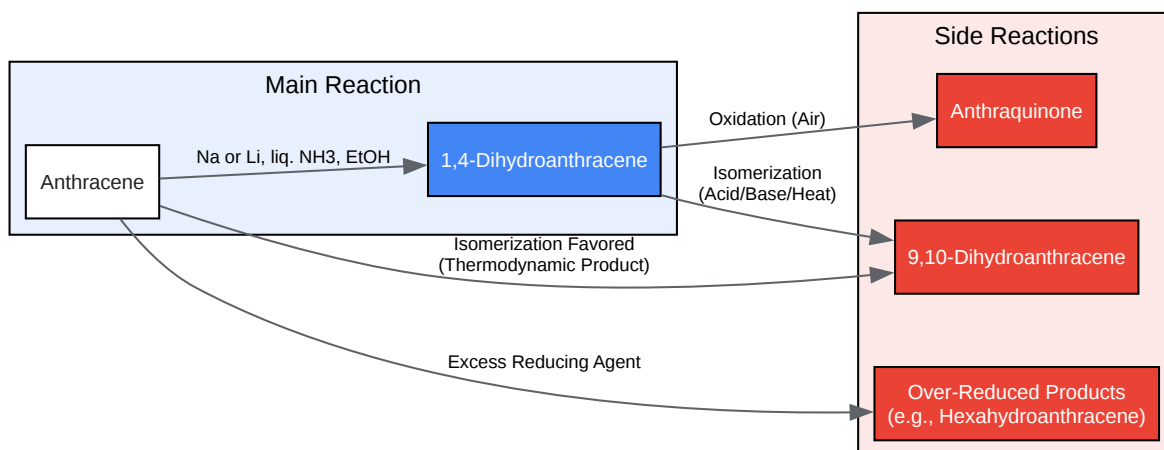 Side Reactions
Main Reaction
Anthraquinone
Oxidation (Air)
Na or Li, liq. NH3, EtOH
1,4-Dihydroanthracene
Anthracene
Isomerization
(Acid/Base/Heat)
Isomerization Favored
(Thermodynamic Product)
9,10-Dihydroanthracene
Excess Reducing Agent
Over-Reduced Products
(e.g., Hexahydroanthracene)